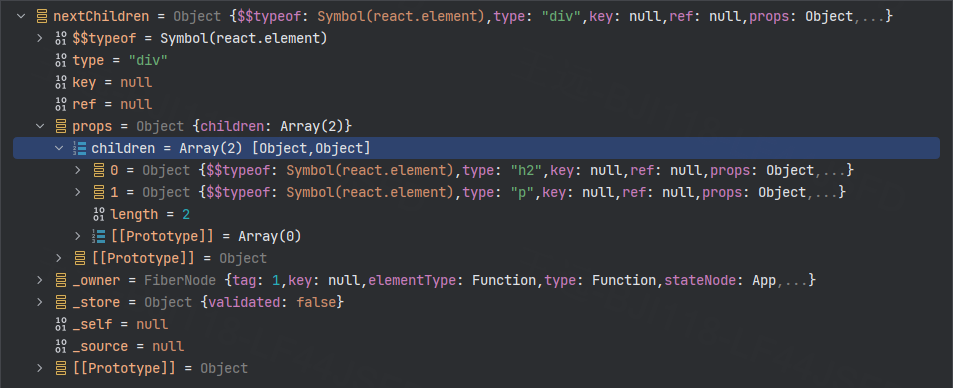 nextChildren = Object {$$typeof: Symbol(react.element),type: "div",key: null,ref: null,props: Object,...}
$$typeof = Symbol(react.element)
type = "div"
key = null
ref = null
props = Object {children: Array(2)}
children = Array(2) [Object,Object]
0 = Object {$$typeof: Symbol(react.element),type: "h2",key: null,ref: null,props: Object,...}
1 = Object {$$typeof: Symbol(react.element),type: "p",key: null,ref: null,props: Object,...}
length = 2
[[Prototype]] = Array(0)
[[Prototype]] = Object
_owner = FiberNode {tag: 1,key: null,elementType: Function,type: Function,stateNode: App,...}
_store = Object {validated: false}
_self = null
_source = null
[[Prototype]] = Object